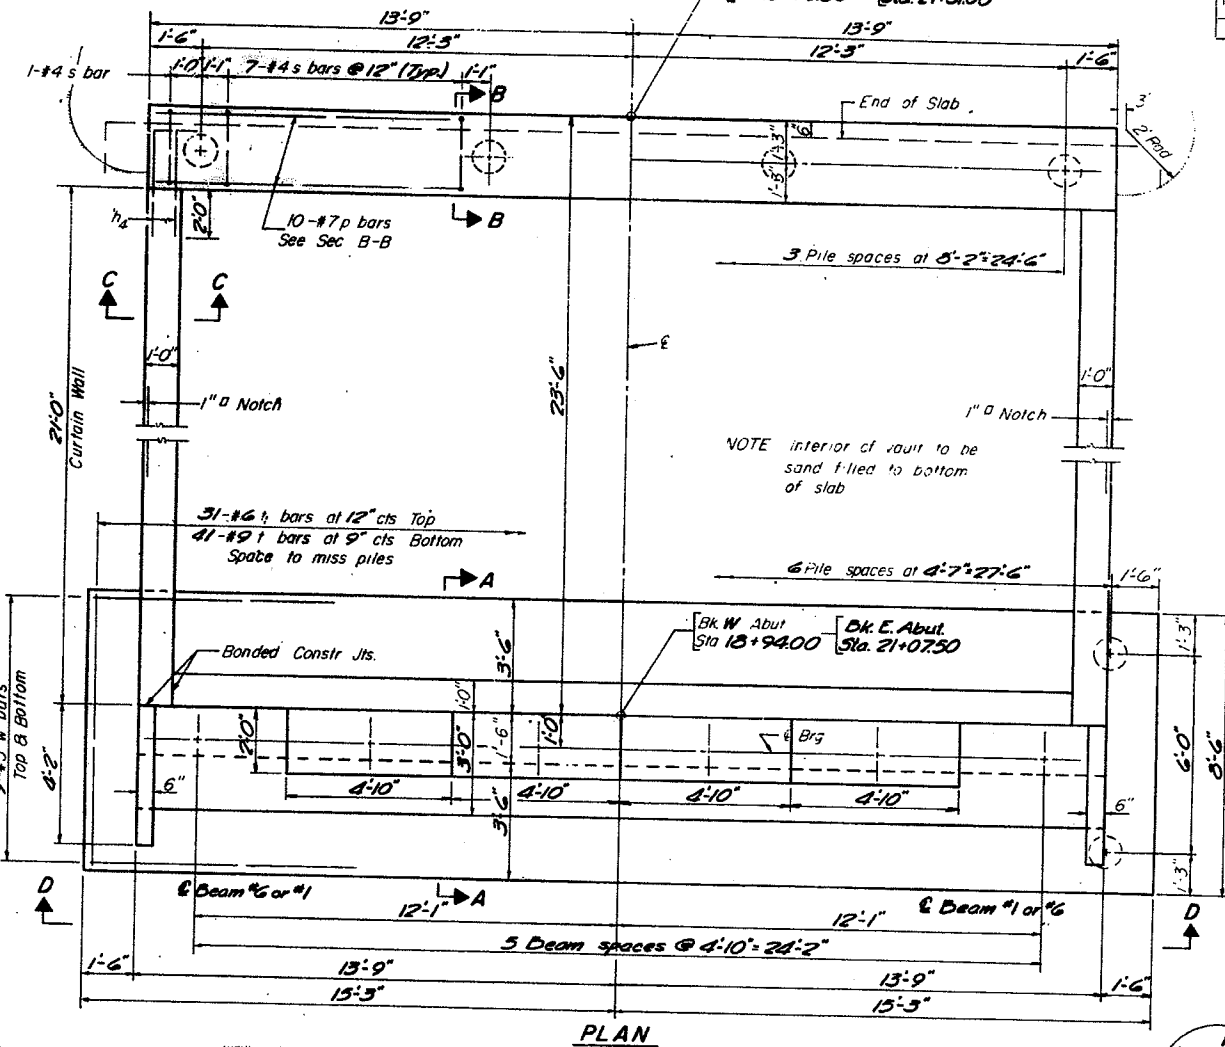 13'-9"
13'-9"
1'-6"
12'-3"
12'-3"
1'-6"
1-#4 s bar
1'-0"
1'-1"
7-#4 s bars @ 12" (Typ.)
1'-1"
B
End of Slab
3'
6"
1'-3"
1'-3"
2' Rad
h4
2'-0"
10-#7 p bars
See Sec B-B
B
3 Pile spaces at 8'-2"=24'-6"
C
C
1'-0"
1'-0"
23'-6"
℄
21'-0"
Curtain Wall
1" □ Notch
1" □ Notch
NOTE Interior of vault to be
sand filled to bottom
of slab
31-#6 t bars at 12" cts Top
41-#9 t bars at 9" cts Bottom
Space to miss piles
A
6 Pile spaces at 4'-7"=27'-6"
1'-6"
Bk. W Abut
Sta 18+94.00
Bk. E. Abut.
Sta. 21+07.50
Bonded Constr Jts.
3'-6"
1'-3"
Top & Bottom
4'-2"
2'-0"
1'-0"
3'-0"
1'-6"
1'-0"
℄ Brg
6'-0"
8'-6"
6"
4'-10"
4'-10"
4'-10"
4'-10"
6"
3'-6"
1'-3"
D
℄ Beam #6 or #1
A
℄ Beam #1 or #6
D
12'-1"
12'-1"
5 Beam spaces @ 4'-10"=24'-2"
1'-6"
13'-9"
13'-9"
1'-6"
15'-3"
15'-3"
PLAN